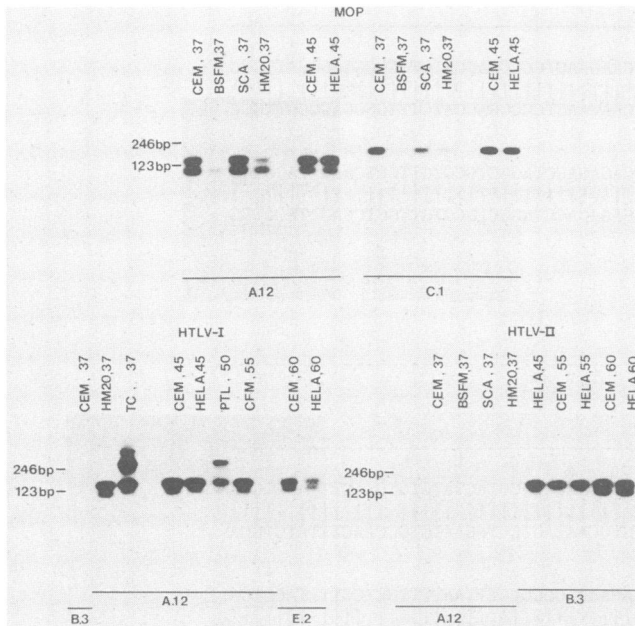 MOP
CEM , 37
BSFM,37
SCA , 37
HM20,37
CEM , 45
HELA,45
CEM , 37
BSFM,37
SCA , 37
HM20,37
CEM , 45
HELA,45
246bp
123bp
A.12
C.1
HTLV-I
HTLV-II
CEM , 37
HM20,37
TC , 37
CEM , 45
HELA,45
PTL , 50
CEM , 55
CEM , 60
HELA,60
CEM , 37
BSFM,37
SCA , 37
HM20,37
HELA,45
CEM , 55
HELA,55
CEM , 60
HELA,60
246bp
123bp
246bp
123bp
B.3
A.12
E.2
A.12
B.3